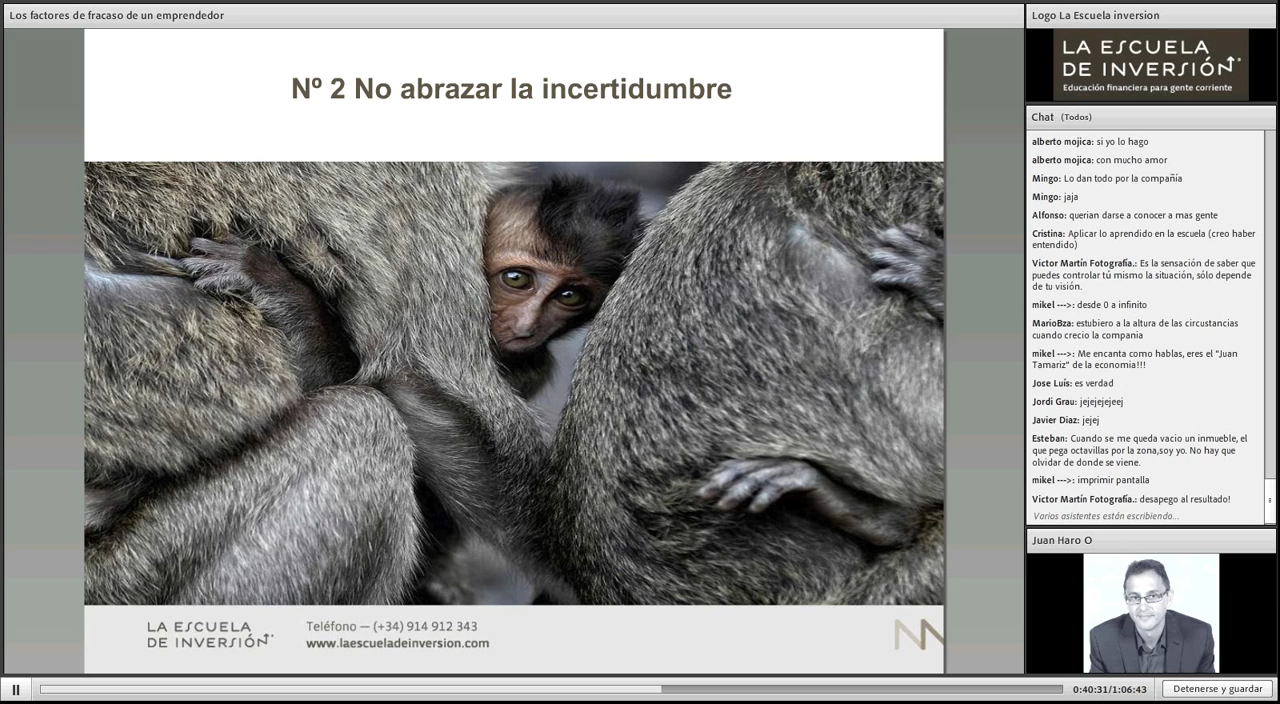 Los factores de fracaso de un emprendedor
Nº 2 No abrazar la incertidumbre
LA ESCUELA
DE INVERSIÓN
Teléfono — (+34) 914 912 343
www.laescueladeinversion.com
Logo La Escuela inversion
LA ESCUELA
DE INVERSIÓN
Educación financiera para gente corriente
Chat (Todos)
alberto mojica: si yo lo hago
alberto mojica: con mucho amor
Mingo: Lo dan todo por la compañía
Mingo: jaja
Alfonso: querian darse a conocer a mas gente
Cristina: Aplicar lo aprendido en la escuela (creo haber
entendido)
Victor Martín Fotografía.: Es la sensación de saber que
puedes controlar tú mismo la situación, sólo depende
de tu visión.
mikel --->: desde 0 a infinito
MarioBza: estubiero a la altura de las circustancias
cuando crecio la compania
mikel --->: Me encanta como hablas, eres el "Juan
Tamariz" de la economia!!!
Jose Luís: es verdad
Jordi Grau: jejejejejeej
Javier Diaz: jejej
Esteban: Cuando se me queda vacio un inmueble, el
que pega octavillas por la zona,soy yo. No hay que
olvidar de donde se viene.
mikel --->: imprimir pantalla
Victor Martín Fotografía.: desapego al resultado!
Varios asistentes están escribiendo...
Juan Haro O
0:40:31/1:06:43
Detenerse y guardar